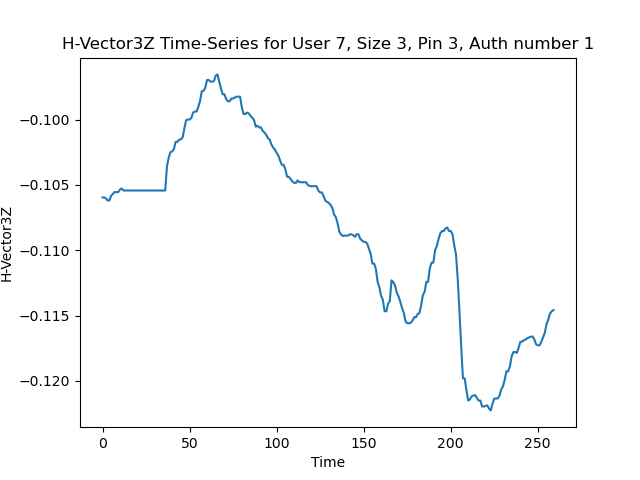 H-Vector3Z Time-Series for User 7, Size 3, Pin 3, Auth number 1
H-Vector3Z
−0.100
−0.105
−0.110
−0.115
−0.120
0 50 100 150 200 250
Time